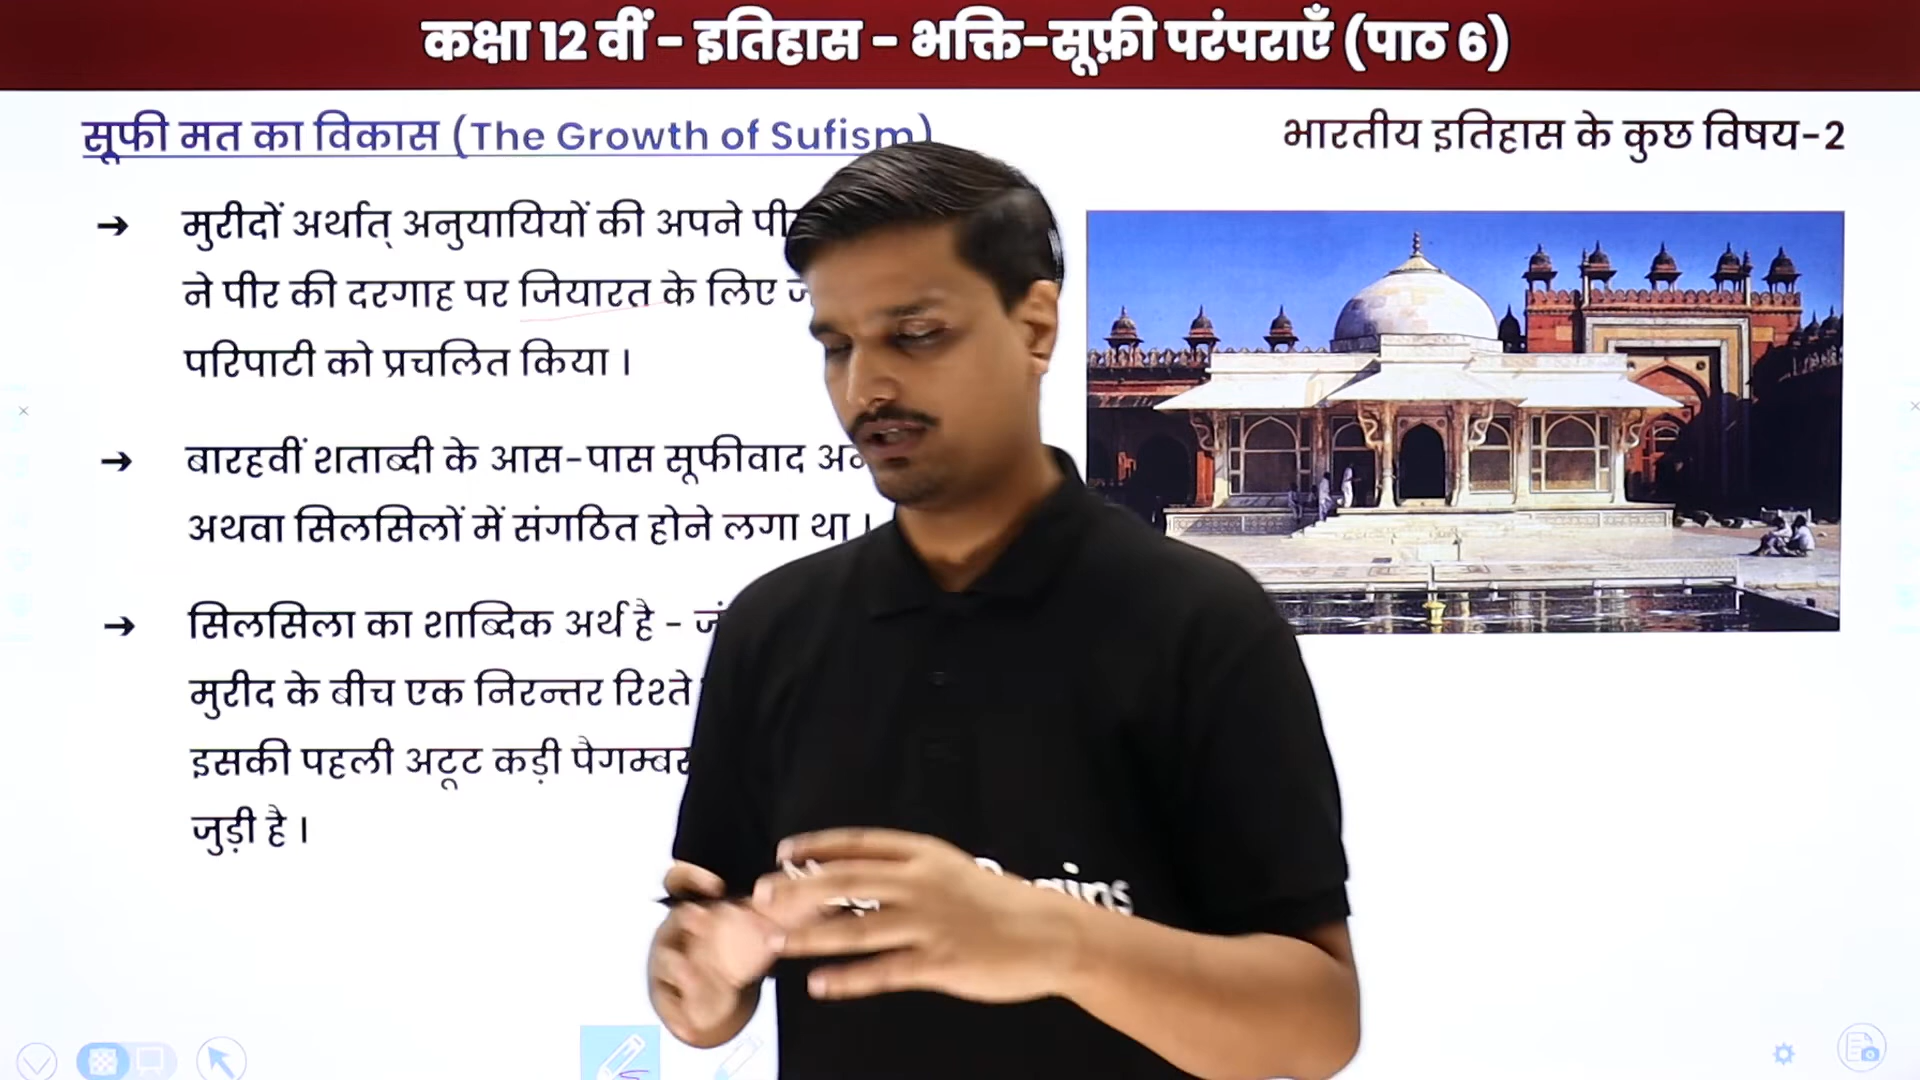 कक्षा 12 वीं - इतिहास - भक्ति-सूफ़ी परंपराएँ (पाठ 6)
सूफी मत का विकास (The Growth of Sufism)
भारतीय इतिहास के कुछ विषय-2
➔ मुरीदों अर्थात् अनुयायियों की अपने
ने पीर की दरगाह पर जियारत के लिए
परिपाटी को प्रचलित किया ।
➔ बारहवीं शताब्दी के आस-पास सूफीवाद
अथवा सिलसिलों में संगठित होने लगा था ।
➔ सिलसिला का शाब्दिक अर्थ है -
मुरीद के बीच एक निरन्तर रिश्ते
इसकी पहली अटूट कड़ी
जुड़ी है ।